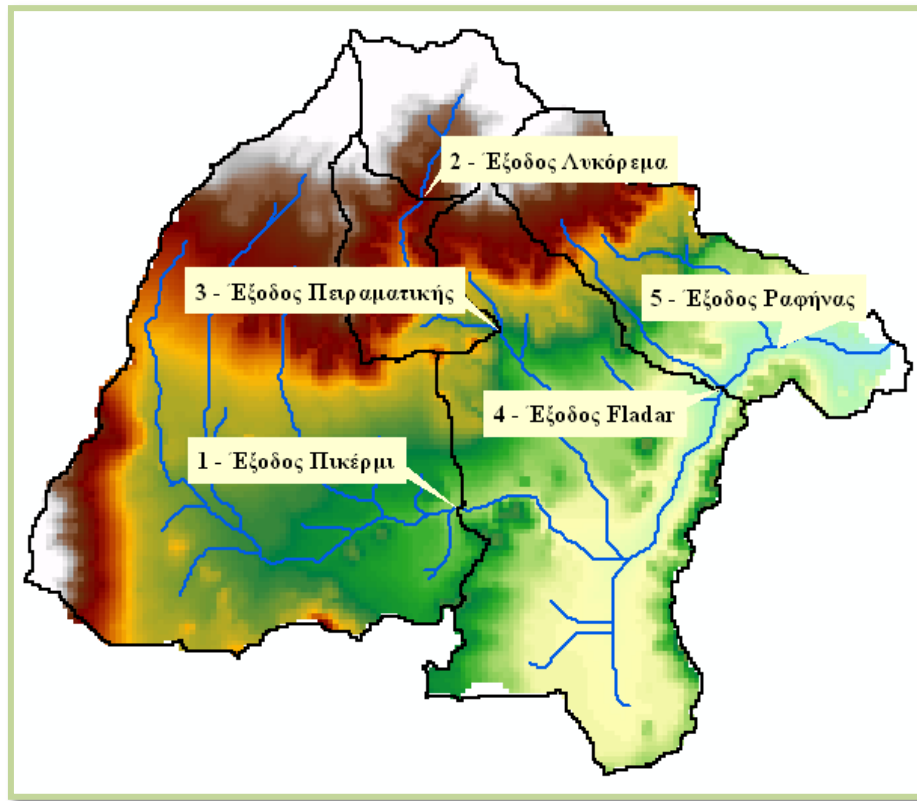 2 - Έξοδος Λυκόρεμα
3 - Έξοδος Πειραματικής
5 - Έξοδος Ραφήνας
4 - Έξοδος Fladar
1 - Έξοδος Πικέρμι